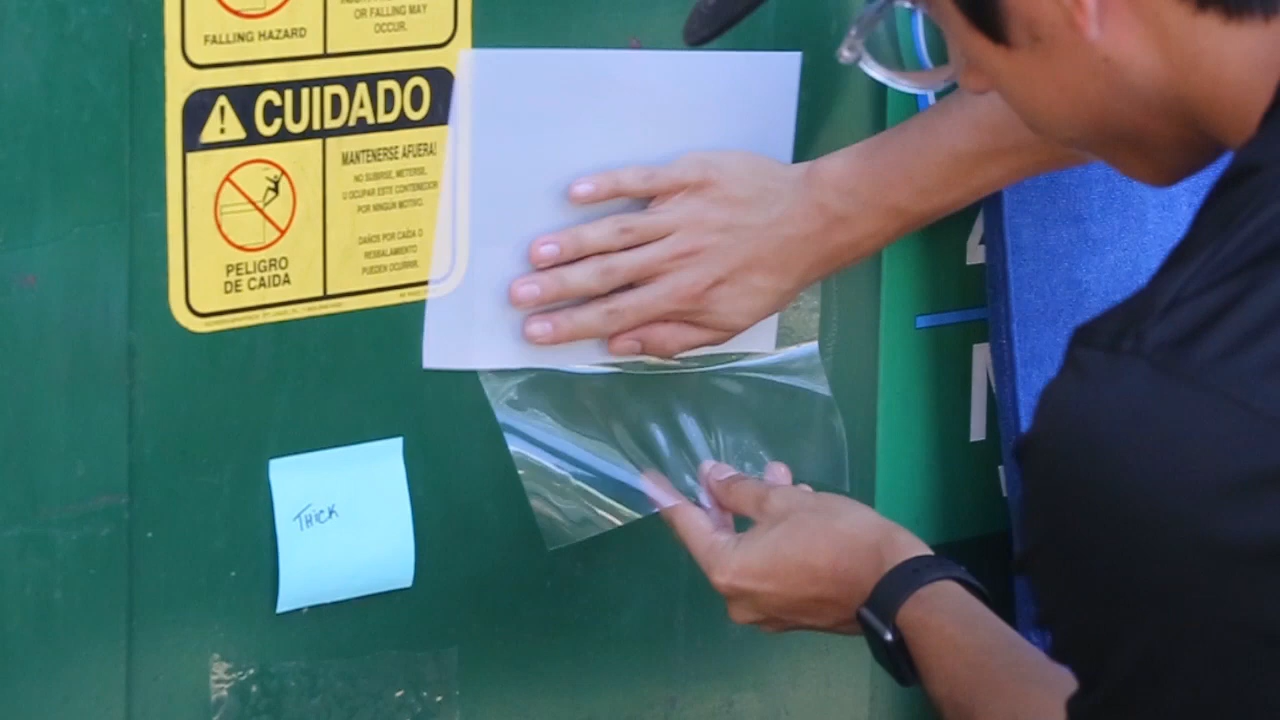 OR FALLING MAY
FALLING HAZARD
OCCUR.
CUIDADO
MANTENERSE AFUERA!
NO SUBIRSE, METERSE,
U OCUPAR ESTE CONTENEDOR
POR NINGÚN MOTIVO.
DAÑOS POR CAÍDA O
RESBALAMIENTO
PUEDEN OCURRIR.
PELIGRO
DE CAIDA
THICK